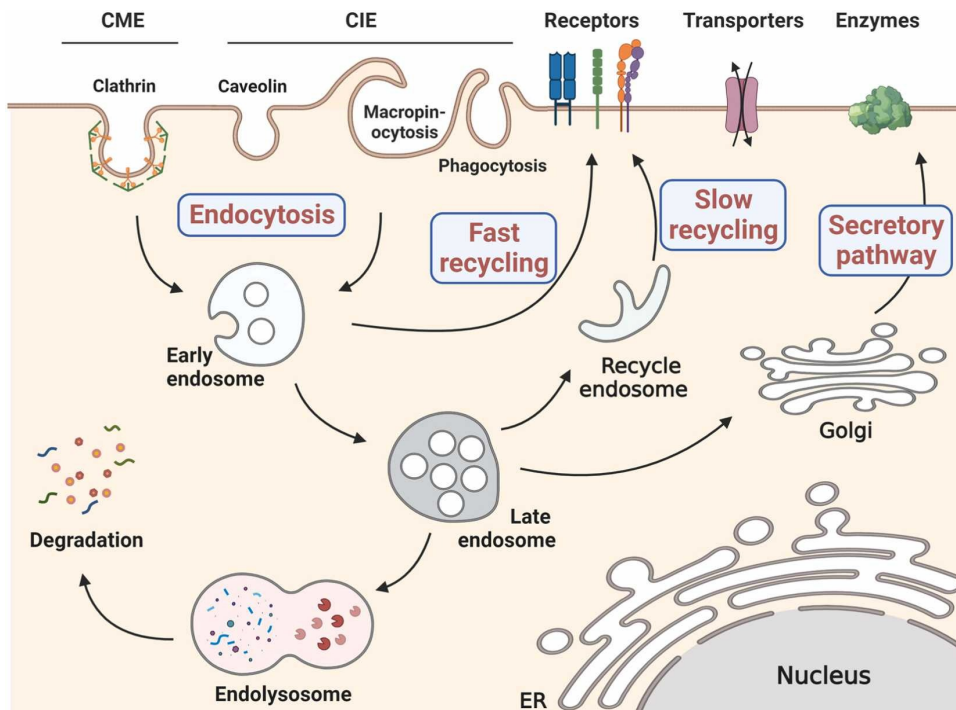 CME
CIE
Receptors
Transporters
Enzymes
Clathrin
Caveolin
Macropin-
ocytosis
Phagocytosis
Endocytosis
Fast
recycling
Slow
recycling
Secretory
pathway
Early
endosome
Recycle
endosome
Golgi
Late
endosome
Degradation
Endolysosome
ER
Nucleus